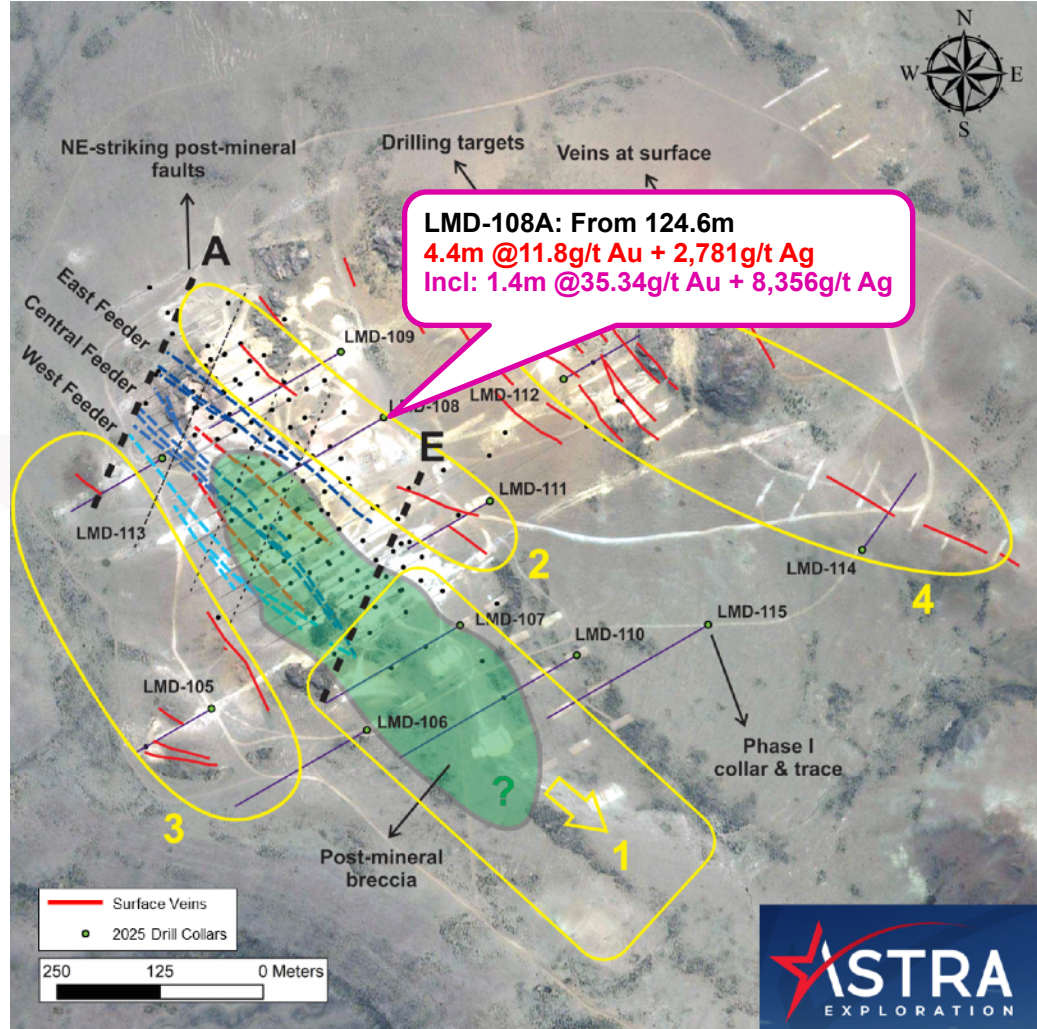 N
W E
S
NE-striking post-mineral
faults
Drilling targets
Veins at surface
LMD-108A: From 124.6m
4.4m @11.8g/t Au + 2,781g/t Ag
Incl: 1.4m @35.34g/t Au + 8,356g/t Ag
A
East Feeder
Central Feeder
West Feeder
LMD-109
LMD-108
LMD-112
E
LMD-111
LMD-113
2
LMD-114
4
LMD-107
LMD-115
LMD-110
LMD-105
LMD-106
Phase I
collar & trace
?
1
3
Post-mineral
breccia
Surface Veins
2025 Drill Collars
250 125 0 Meters
ASTRA
EXPLORATION